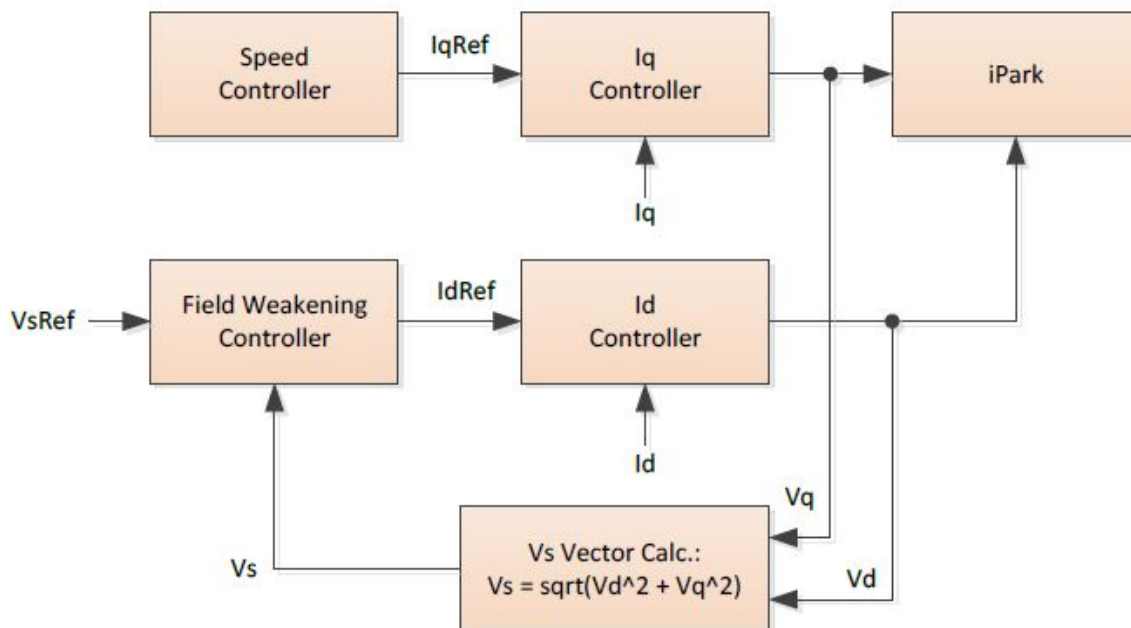 Speed
Controller
IqRef
Iq
Controller
iPark
Iq
VsRef
Field Weakening
Controller
IdRef
Id
Controller
Id
Vq
Vs
Vs Vector Calc.:
Vs = sqrt(Vd^2 + Vq^2)
Vd